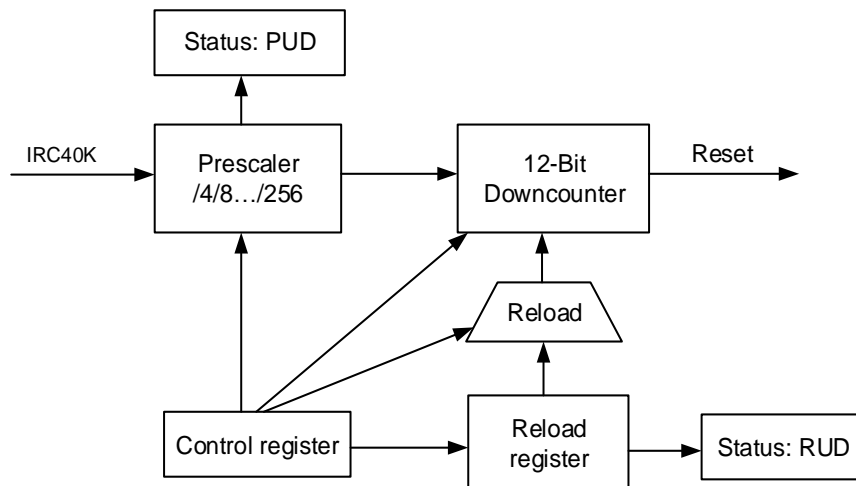 Status: PUD
IRC40K
Prescaler
/4/8…/256
12-Bit
Downcounter
Reset
Reload
Control register
Reload
register
Status: RUD